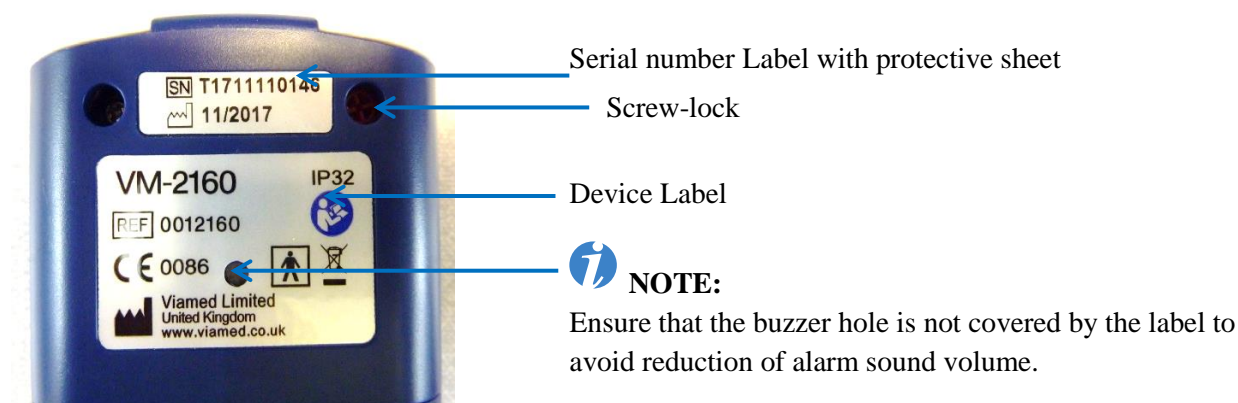 SN T1711110146
11/2017
VM-2160
IP32
REF 0012160
CE 0086
Viamed Limited
United Kingdom
www.viamed.co.uk
Serial number Label with protective sheet
Screw-lock
Device Label
i NOTE:
Ensure that the buzzer hole is not covered by the label to
avoid reduction of alarm sound volume.